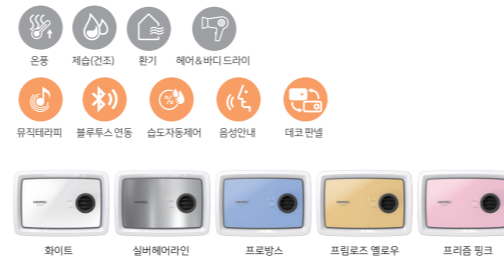 온풍 제습(건조) 환기 헤어&바디 드라이
뮤직테라피 블루투스 연동 습도자동제어 음성안내 데코 판넬
화이트 실버헤어라인 프로방스 프림로즈 옐로우 프리즘 핑크